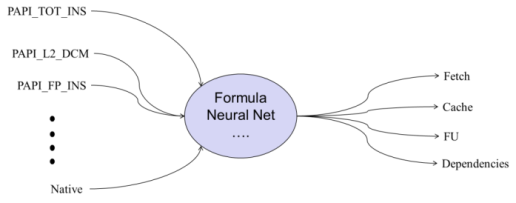 PAPI_TOT_INS
PAPI_L2_DCM
PAPI_FP_INS
Native
Formula
Neural Net
....
Fetch
Cache
FU
Dependencies